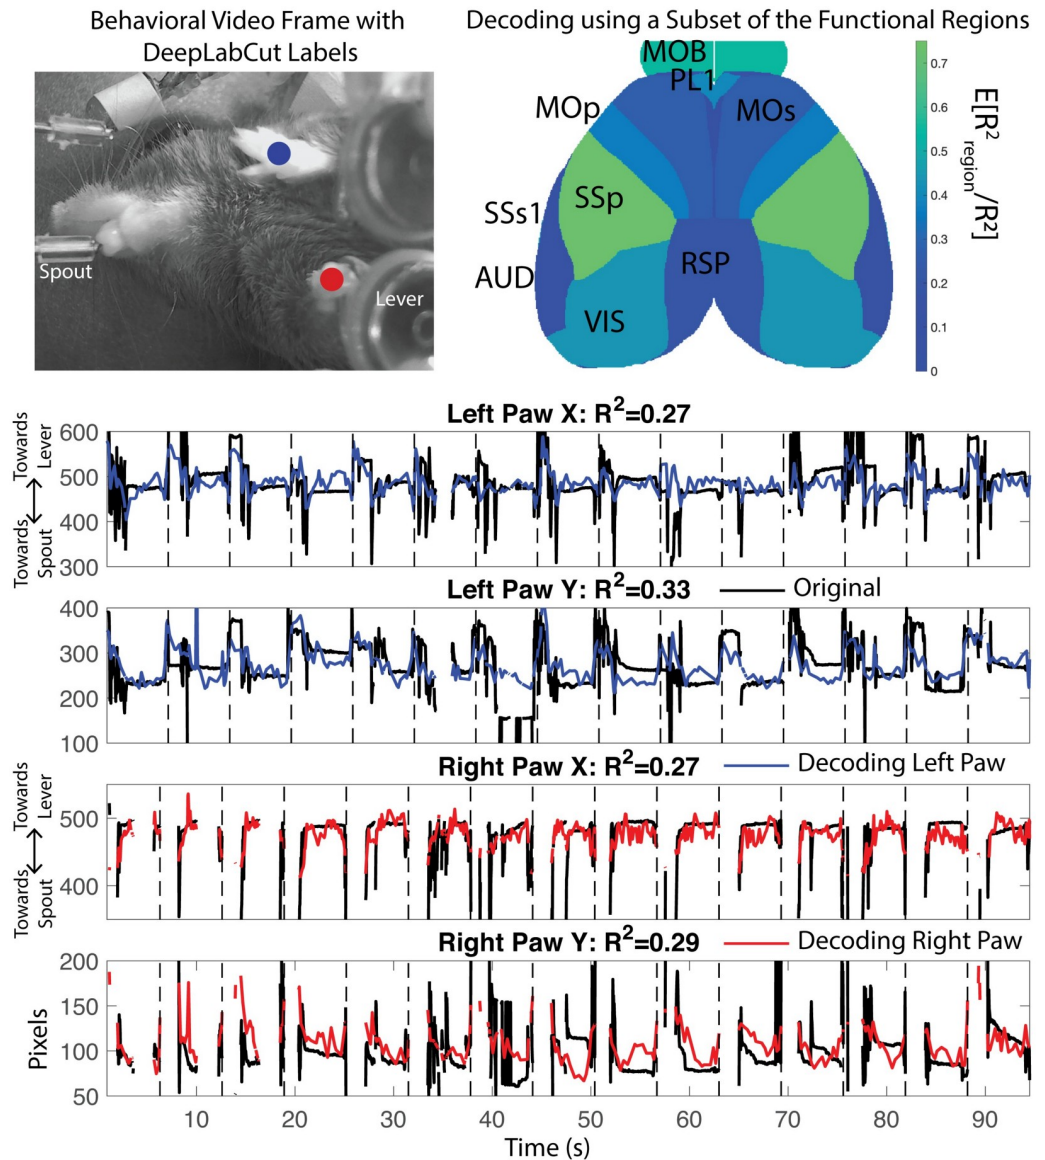 Behavioral Video Frame with
DeepLabCut Labels
Spout
Lever
Decoding using a Subset of the Functional Regions
MOB
PL1
MOp
MOs
SSs1
SSp
AUD
RSP
VIS
0.7
0.6
0.5
0.4
0.3
0.2
0.1
0
E[R²region/R²]
Left Paw X: R²=0.27
Towards Lever
Towards Spout
600
500
400
300
Left Paw Y: R²=0.33
Original
400
300
200
100
Right Paw X: R²=0.27
Decoding Left Paw
Towards Lever
Towards Spout
500
400
Right Paw Y: R²=0.29
Decoding Right Paw
Pixels
200
150
100
50
10 20 30 40 50 60 70 80 90
Time (s)